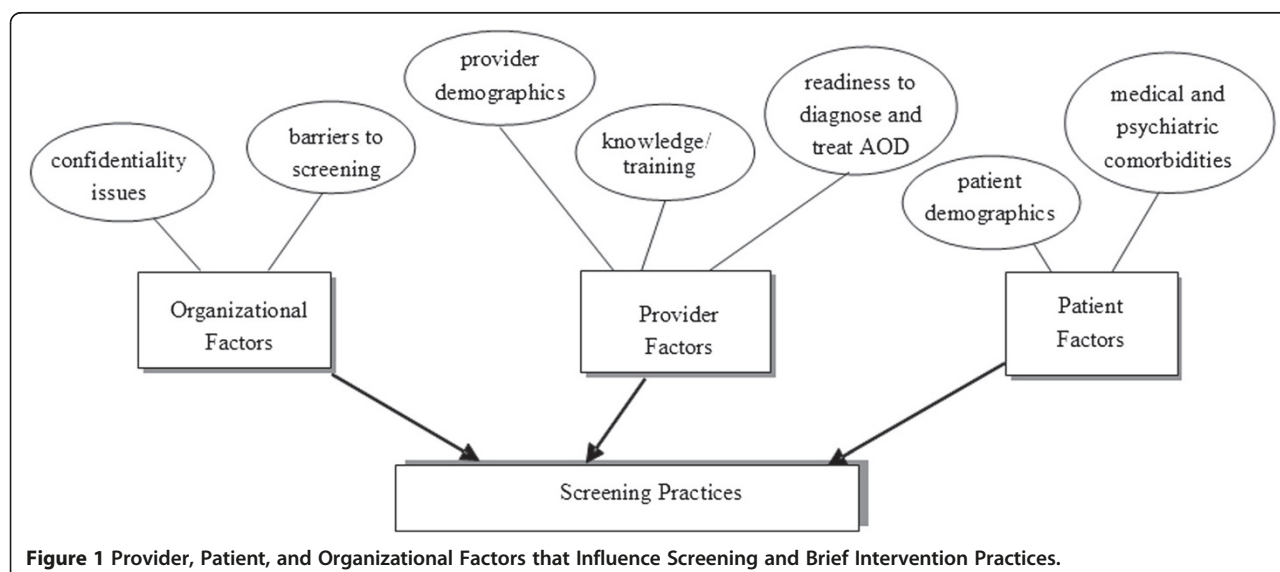 provider
demographics
readiness to
diagnose and
treat AOD
medical and
psychiatric
comorbidities
barriers to
screening
knowledge/
training
confidentiality
issues
patient
demographics
Organizational
Factors
Provider
Factors
Patient
Factors
Screening Practices
Figure 1 Provider, Patient, and Organizational Factors that Influence Screening and Brief Intervention Practices.